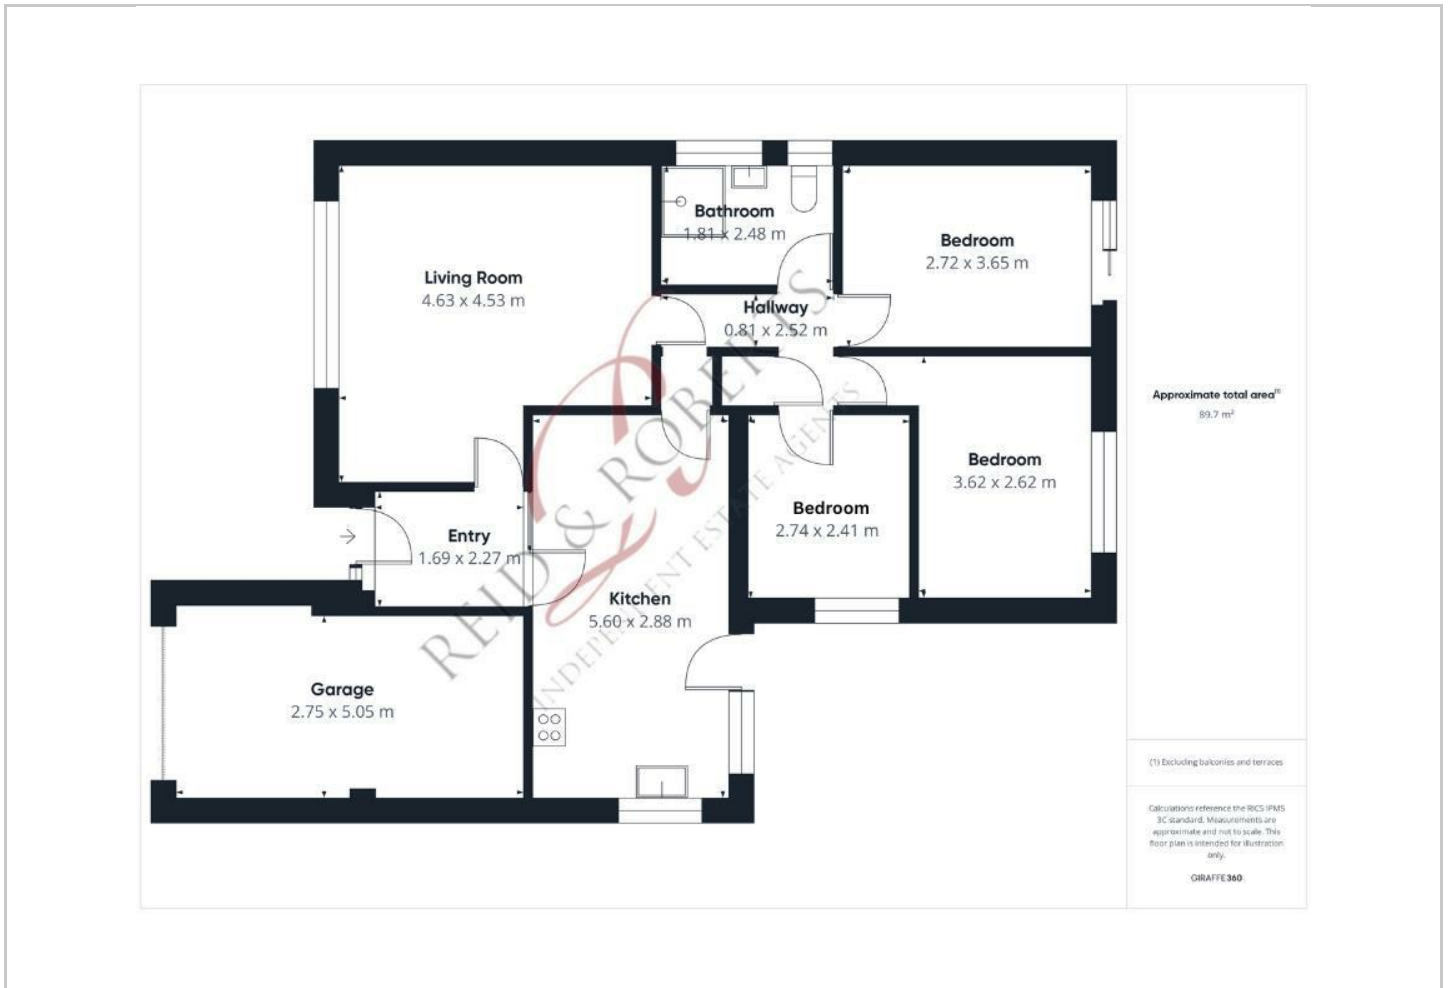 Living Room
4.63 x 4.53 m
Bathroom
1.81 x 2.48 m
Bedroom
2.72 x 3.65 m
Hallway
0.81 x 2.52 m
Bedroom
3.62 x 2.62 m
Bedroom
2.74 x 2.41 m
Entry
1.69 x 2.27 m
Kitchen
5.60 x 2.88 m
Garage
2.75 x 5.05 m
REID & ROBERTS
INDEPENDENT ESTATE AGENTS
Approximate total area⁽¹⁾
89.7 m²
(1) Excluding balconies and terraces
Calculations reference the RICS IPMS
3C standard. Measurements are
approximate and not to scale. This
floor plan is intended for illustration
only.
GIRAFFE360